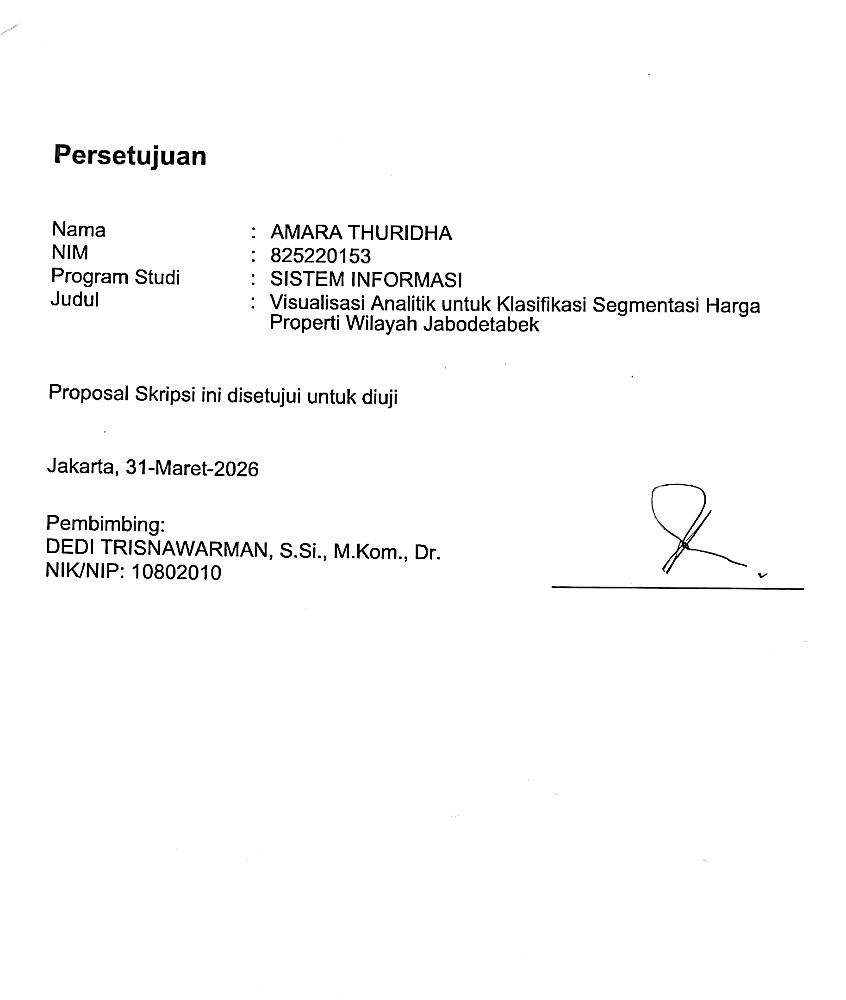 Persetujuan
Nama : AMARA THURIDHA
NIM : 825220153
Program Studi : SISTEM INFORMASI
Judul : Visualisasi Analitik untuk Klasifikasi Segmentasi Harga
Properti Wilayah Jabodetabek
Proposal Skripsi ini disetujui untuk diuji
Jakarta, 31-Maret-2026
Pembimbing:
DEDI TRISNAWARMAN, S.Si., M.Kom., Dr.
NIK/NIP: 10802010